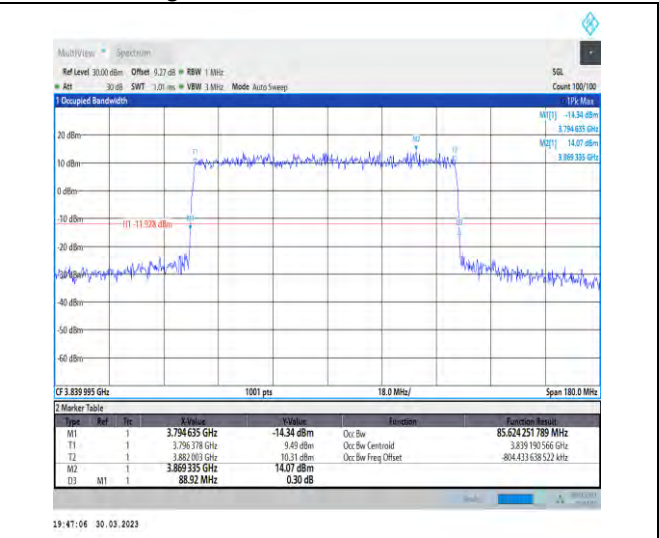 MultiView Spectrum
Ref Level 30.00 dBm Offset 9.27 dB RBW 1 MHz SGL
Att 30 dB SWT 1.01 ms VBW 3 MHz Mode Auto Sweep Count 100/100
1 Occupied Bandwidth 1Pk Max
M1[1] -14.34 dBm
3.794 635 GHz
M2[1] 14.07 dBm
3.869 335 GHz
20 dBm
M2
T1
10 dBm
0 dBm
-10 dBm
H1 -11.928 dBm
-20 dBm
-30 dBm
-40 dBm
-50 dBm
-60 dBm
CF 3.839 995 GHz 1001 pts 18.0 MHz/ Span 180.0 MHz
2 Marker Table
Type Ref Trc X-Value Y-Value Function Function Result
M1 1 3.794 635 GHz -14.34 dBm Occ Bw 85.624 251 789 MHz
T1 1 3.796 378 GHz 9.49 dBm Occ Bw Centroid 3.839 190 566 GHz
T2 1 3.882 003 GHz 10.31 dBm Occ Bw Freq Offset -804.433 638 522 kHz
M2 1 3.869 335 GHz 14.07 dBm
D3 M1 1 88.92 MHz 0.30 dB
19:47:06 30.03.2023